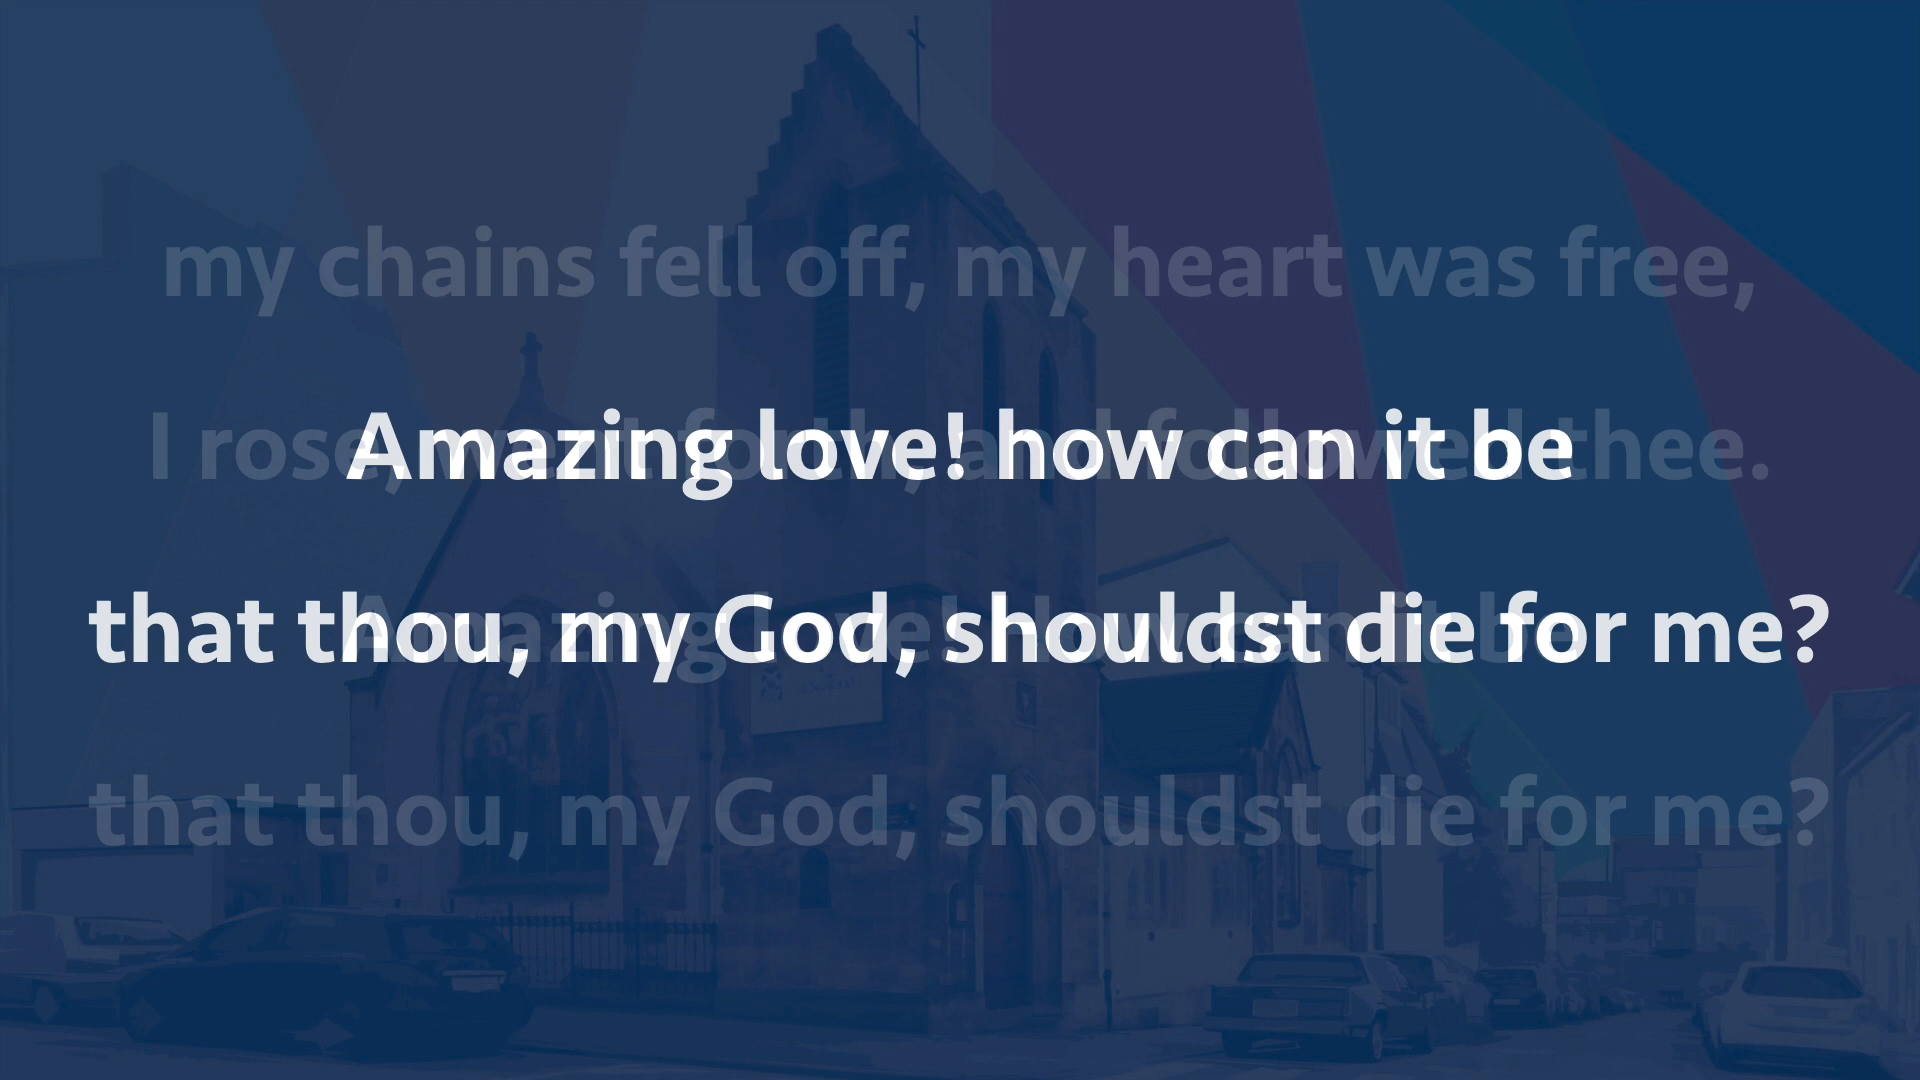 my chains fell off, my heart was free,
I rose, went forth, and followed thee.
Amazing love! how can it be
Amazing love! how can it be
that thou, my God, shouldst die for me?
that thou, my God, shouldst die for me?